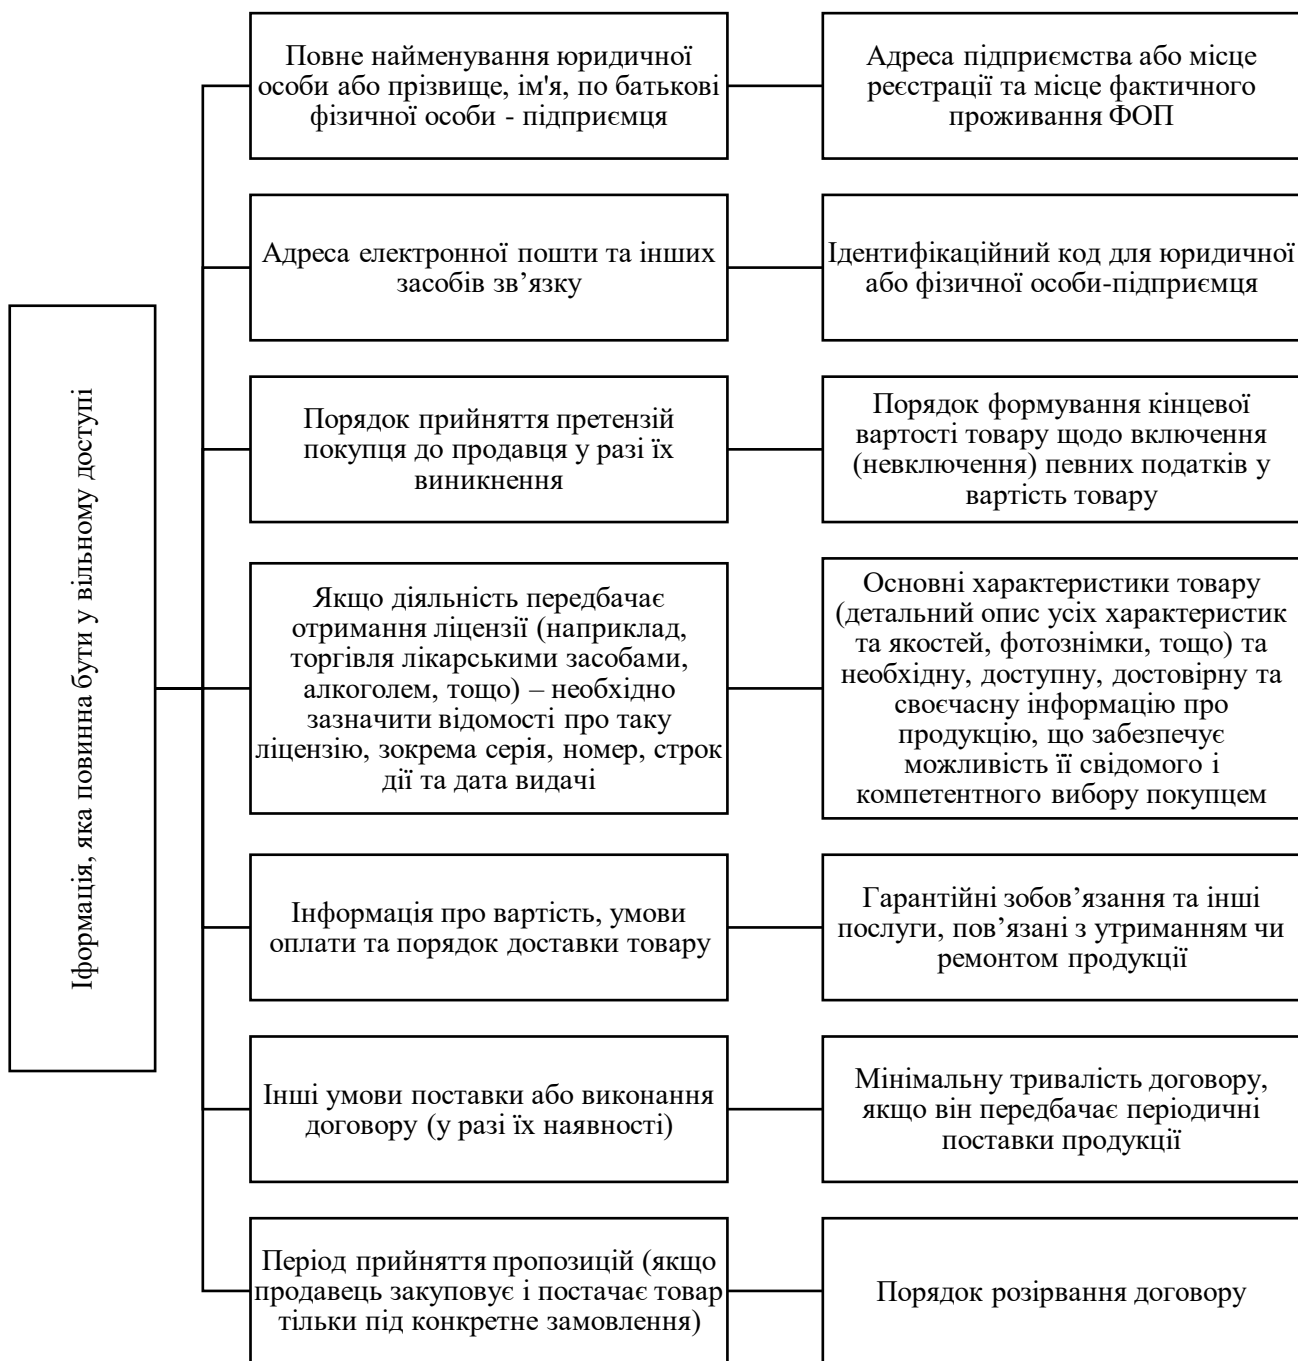 Іформація, яка повинна бути у вільному доступі
Повне найменування юридичної
особи або прізвище, ім'я, по батькові
фізичної особи - підприємця
Адреса підприємства або місце
реєстрації та місце фактичного
проживання ФОП
Адреса електронної пошти та інших
засобів зв’язку
Ідентифікаційний код для юридичної
або фізичної особи-підприємця
Порядок прийняття претензій
покупця до продавця у разі їх
виникнення
Порядок формування кінцевої
вартості товару щодо включення
(невключення) певних податків у
вартість товару
Якщо діяльність передбачає
отримання ліцензії (наприклад,
торгівля лікарськими засобами,
алкоголем, тощо) – необхідно
зазначити відомості про таку
ліцензію, зокрема серія, номер, строк
дії та дата видачі
Основні характеристики товару
(детальний опис усіх характеристик
та якостей, фотознімки, тощо) та
необхідну, доступну, достовірну та
своєчасну інформацію про
продукцію, що забезпечує
можливість її свідомого і
компетентного вибору покупцем
Інформація про вартість, умови
оплати та порядок доставки товару
Гарантійні зобов’язання та інші
послуги, пов’язані з утриманням чи
ремонтом продукції
Інші умови поставки або виконання
договору (у разі їх наявності)
Мінімальну тривалість договору,
якщо він передбачає періодичні
поставки продукції
Період прийняття пропозицій (якщо
продавець закуповує і постачає товар
тільки під конкретне замовлення)
Порядок розірвання договору